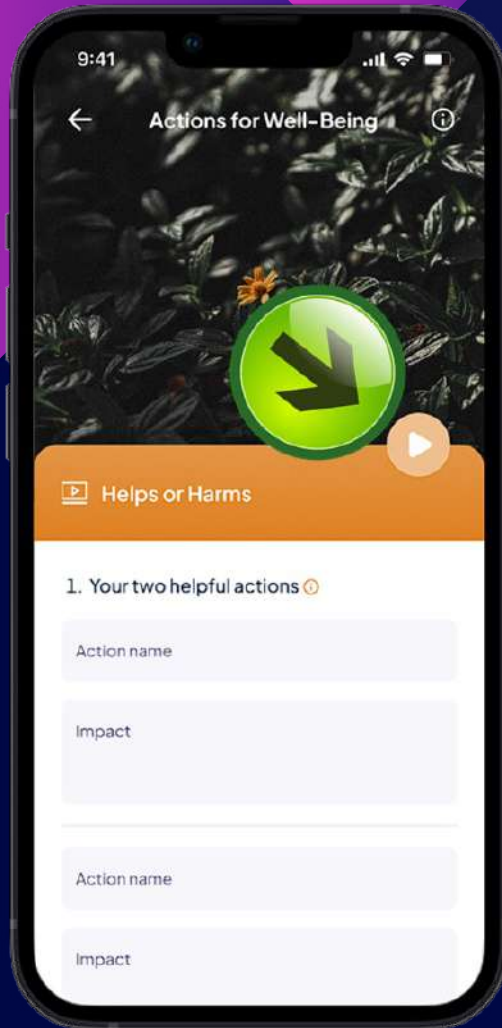 9:41
Actions for Well-Being
Helps or Harms
1. Your two helpful actions
Action name
Impact
Action name
Impact